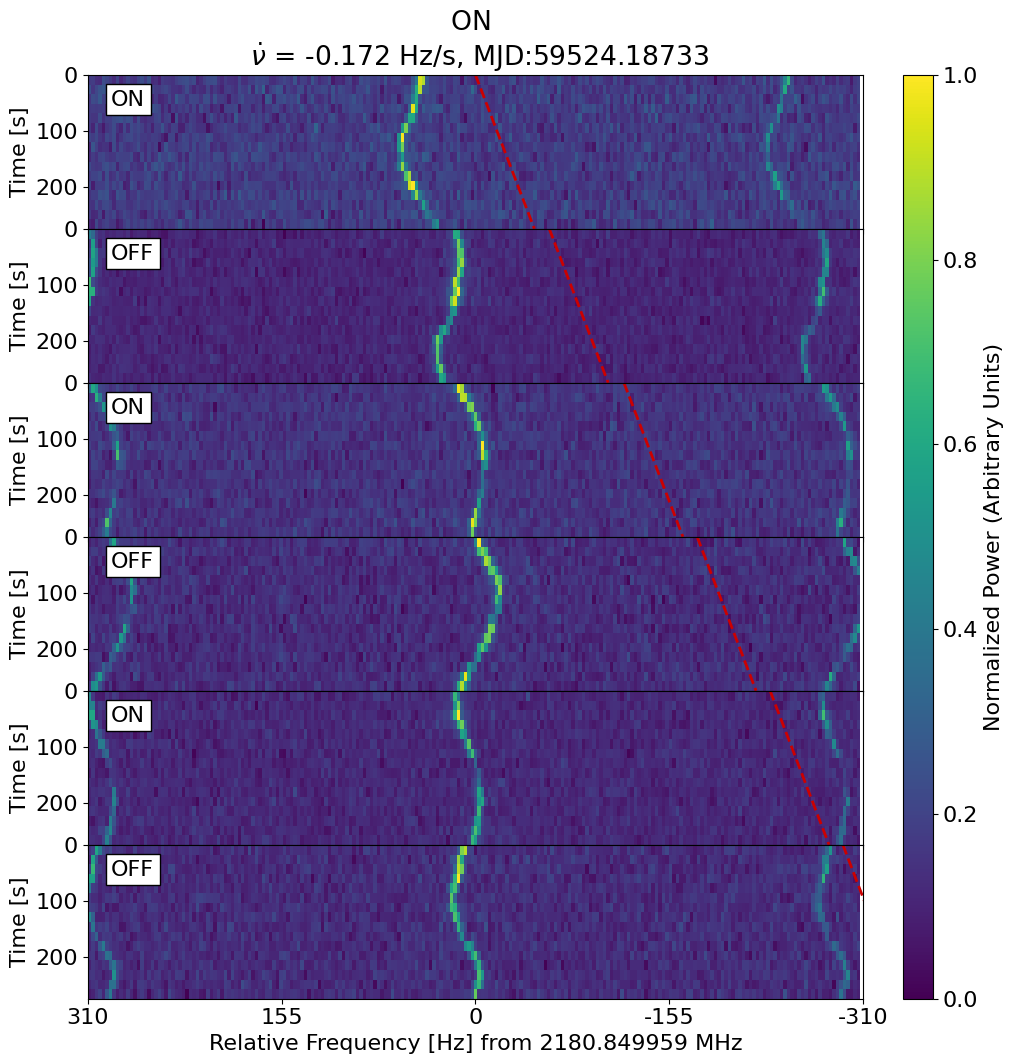 ON
ν̇ = -0.172 Hz/s, MJD:59524.18733
0
ON
100
200
Time [s]
0
OFF
100
200
Time [s]
0
ON
100
200
Time [s]
0
OFF
100
200
Time [s]
0
ON
100
200
Time [s]
0
OFF
100
200
Time [s]
310 155 0 -155 -310
Relative Frequency [Hz] from 2180.849959 MHz
1.0
0.8
0.6
0.4
0.2
0.0
Normalized Power (Arbitrary Units)